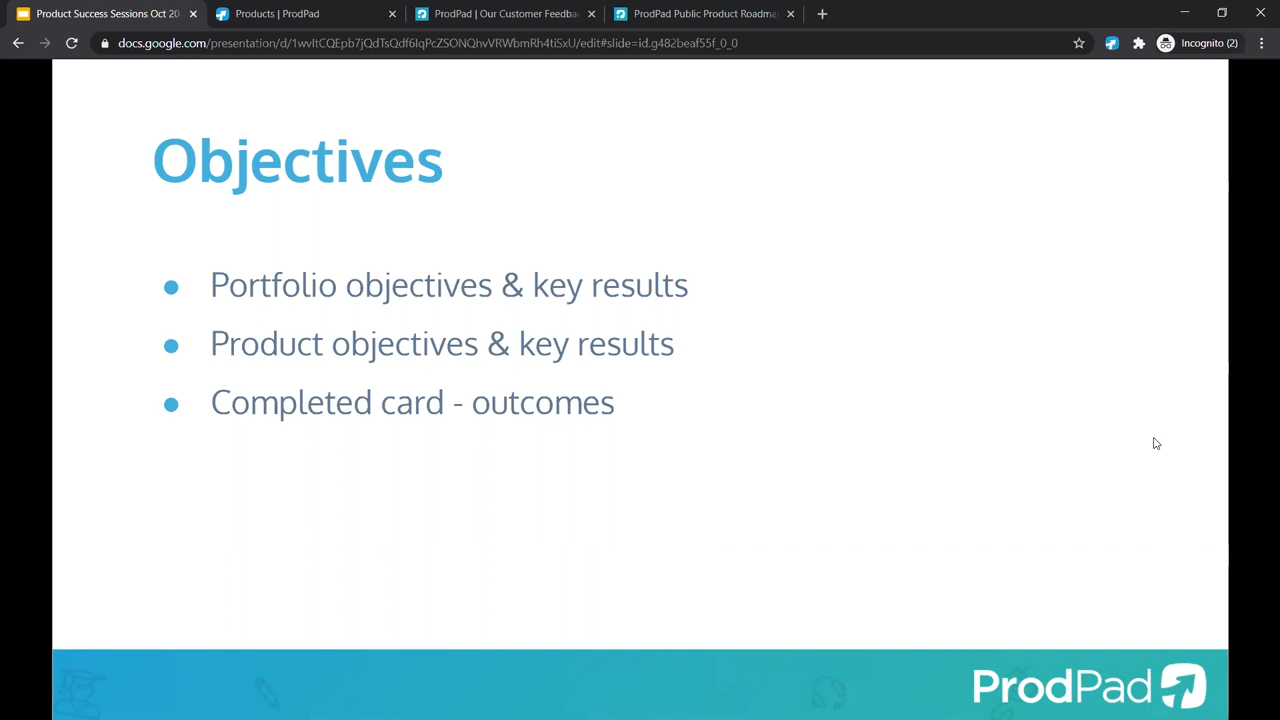 Product Success Sessions Oct 20
Products | ProdPad
ProdPad | Our Customer Feedba
ProdPad Public Product Roadma
docs.google.com/presentation/d/1wvItCQEpb7jQdTsQdf6IqPcZSONQhvVRWbmRh4tiSxU/edit#slide=id.g482beaf55f_0_0
Incognito (2)
Objectives
● Portfolio objectives & key results
● Product objectives & key results
● Completed card - outcomes
ProdPad